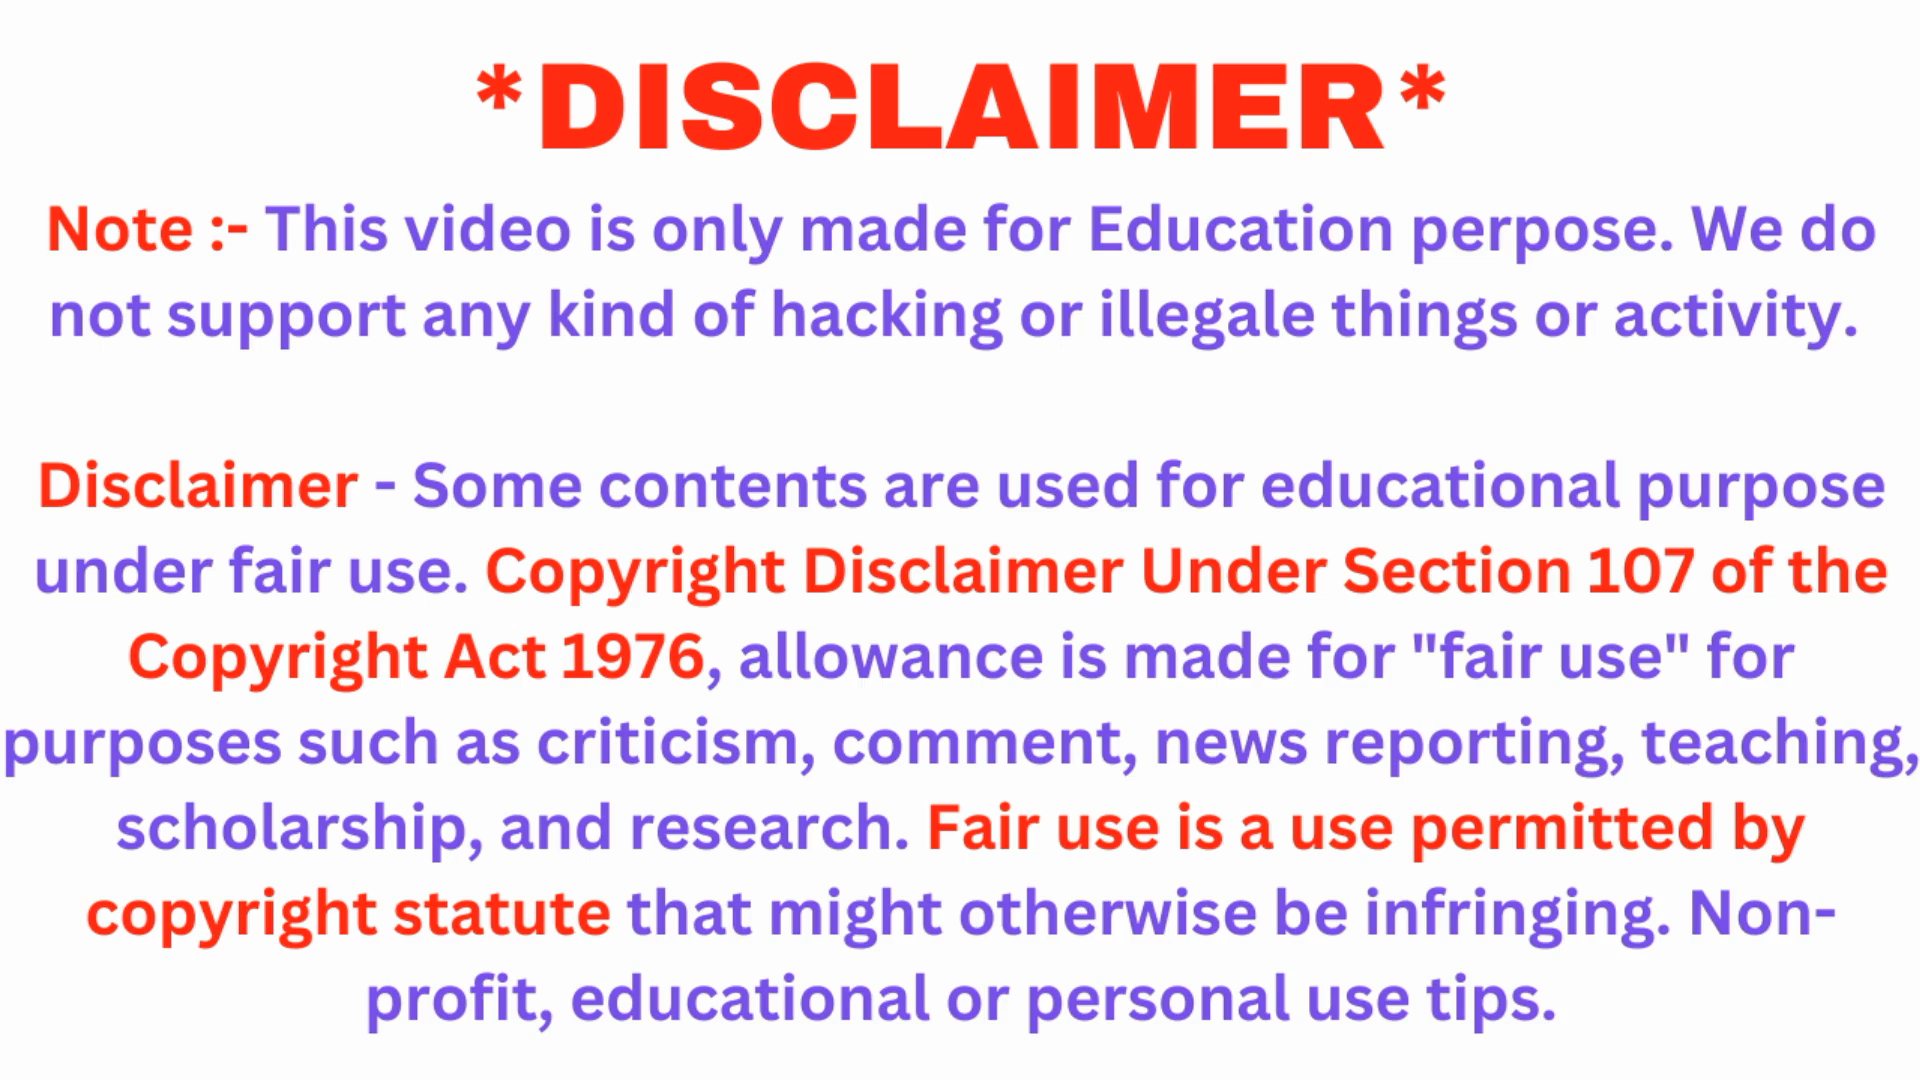 *DISCLAIMER*
Note :- This video is only made for Education perpose. We do
not support any kind of hacking or illegale things or activity.
Disclaimer - Some contents are used for educational purpose
under fair use. Copyright Disclaimer Under Section 107 of the
Copyright Act 1976, allowance is made for "fair use" for
purposes such as criticism, comment, news reporting, teaching,
scholarship, and research. Fair use is a use permitted by
copyright statute that might otherwise be infringing. Non-
profit, educational or personal use tips.